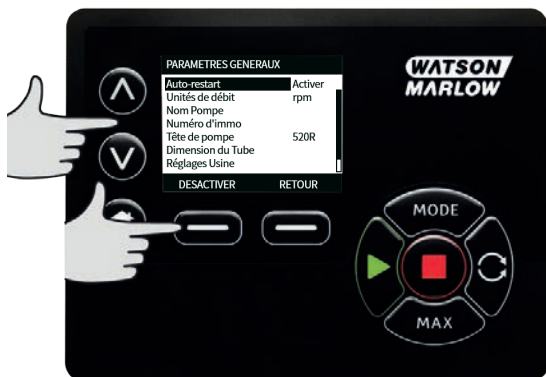 WATSON
MARLOW
PARAMETRES GENERAUX
Auto-restart Activer
Unités de débit rpm
Nom Pompe
Numéro d'immo
Tête de pompe 520R
Dimension du Tube
Réglages Usine
DESACTIVER RETOUR
MODE
MAX